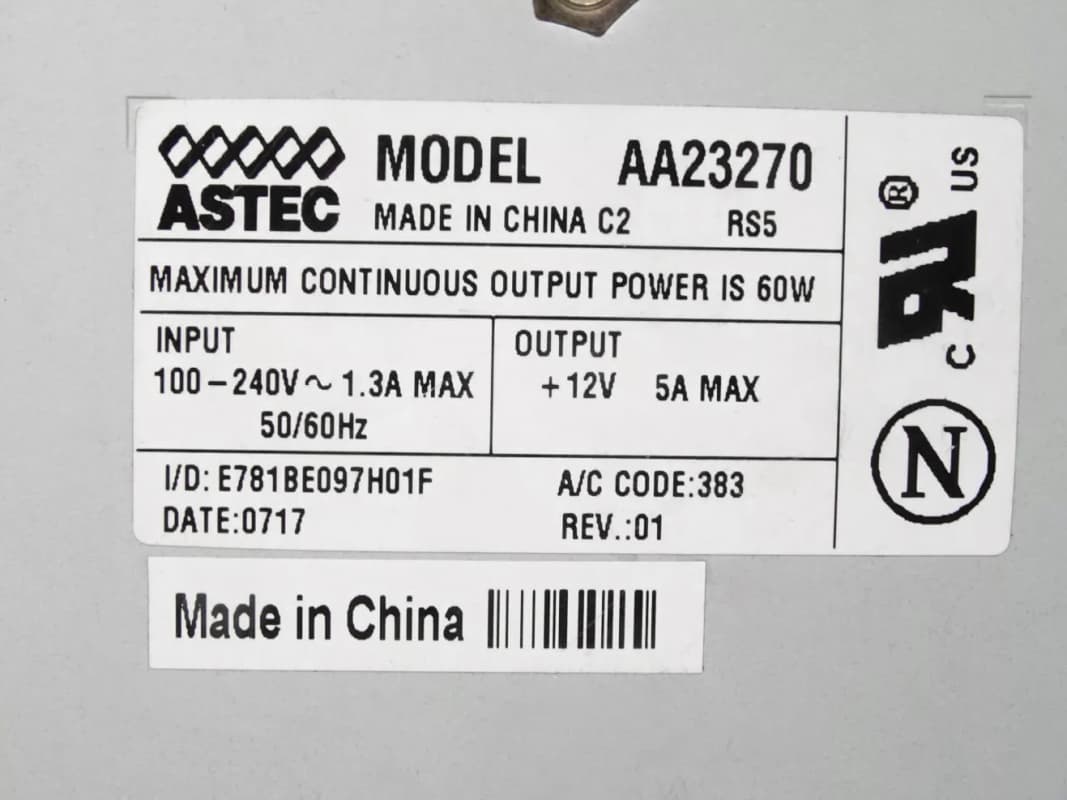 ASTEC
MODEL AA23270
MADE IN CHINA C2 RS5
MAXIMUM CONTINUOUS OUTPUT POWER IS 60W
INPUT
100-240V~ 1.3A MAX
50/60Hz
OUTPUT
+12V 5A MAX
I/D: E781BE097H01F
A/C CODE:383
DATE:0717
REV.:01
RU®
C US
N
Made in China